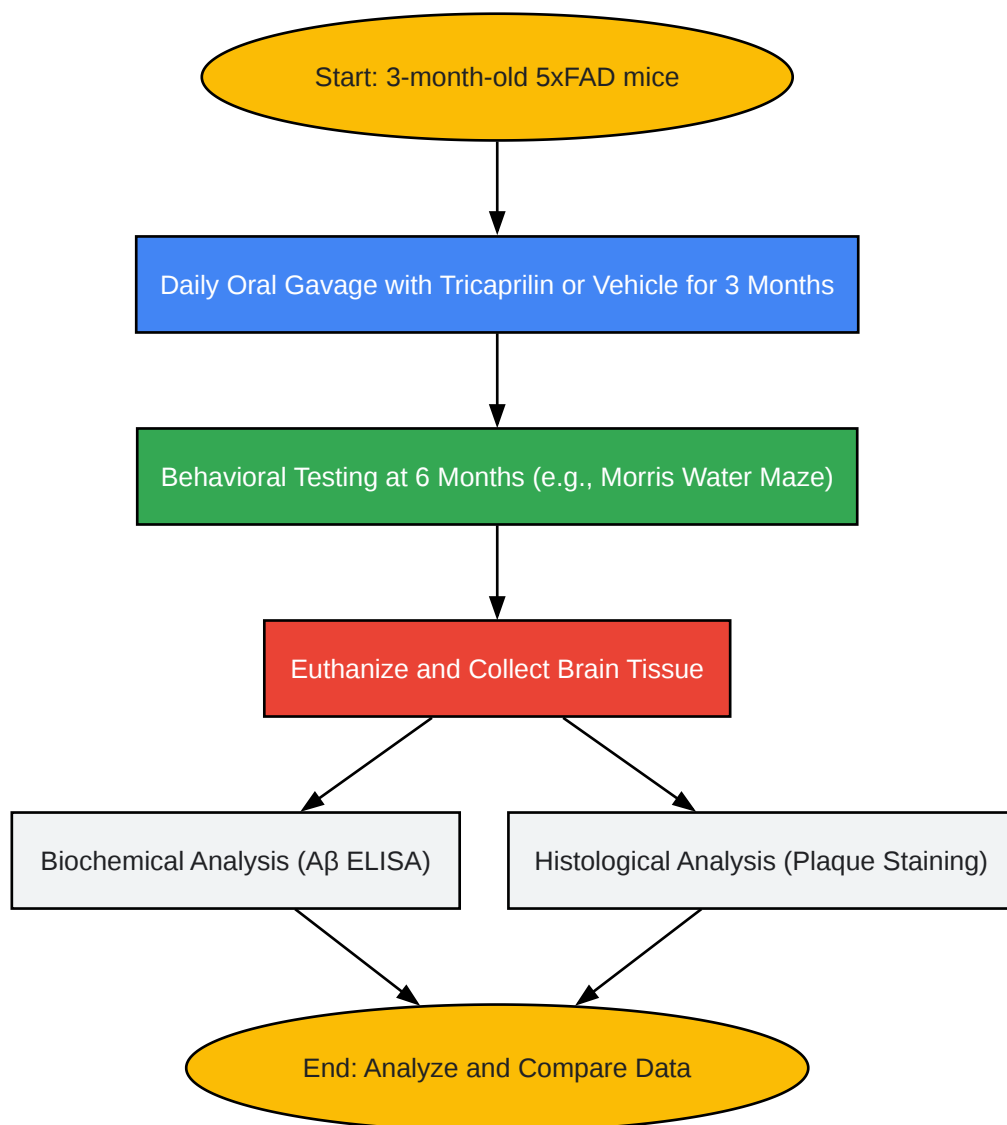 Start: 3-month-old 5xFAD mice
Daily Oral Gavage with Tricaprilin or Vehicle for 3 Months
Behavioral Testing at 6 Months (e.g., Morris Water Maze)
Euthanize and Collect Brain Tissue
Biochemical Analysis (Aβ ELISA)
Histological Analysis (Plaque Staining)
End: Analyze and Compare Data